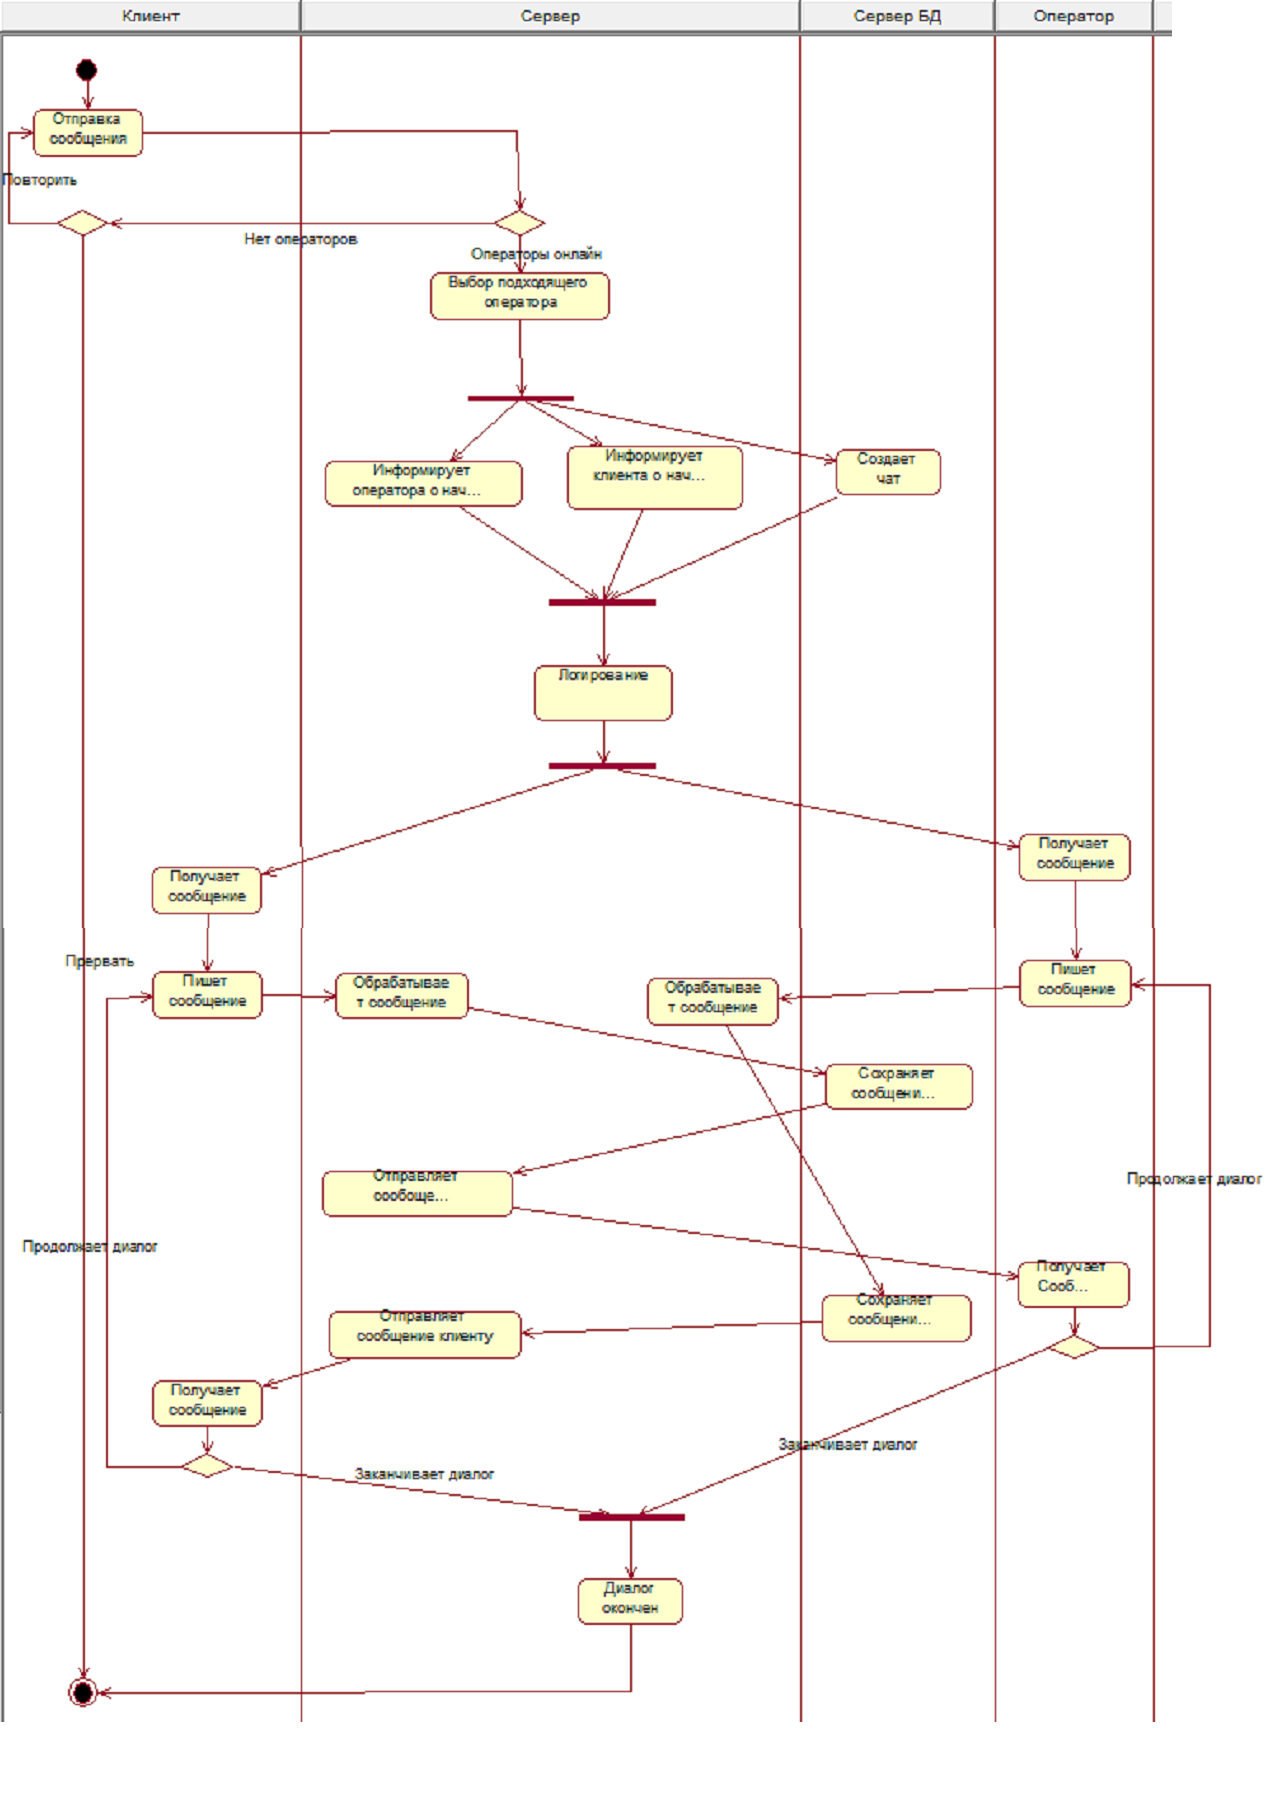 Клиент
Сервер
Сервер БД
Оператор
Отправка
сообщения
Повторить
Нет операторов
Операторы онлайн
Выбор подходящего
оператора
Информирует
оператора о нач...
Информирует
клиента о нач...
Создает
чат
Логирование
Получает
сообщение
Получает
сообщение
Прервать
Пишет
сообщение
Обрабатывае
т сообщение
Обрабатывае
т сообщение
Пишет
сообщение
Сохраняет
сообщени...
Отправляет
сообоще...
Продолжает диалог
Продолжает диалог
Получает
Сооб...
Сохраняет
сообщени...
Отправляет
сообщение клиенту
Получает
сообщение
Заканчивает диалог
Заканчивает диалог
Диалог
окончен